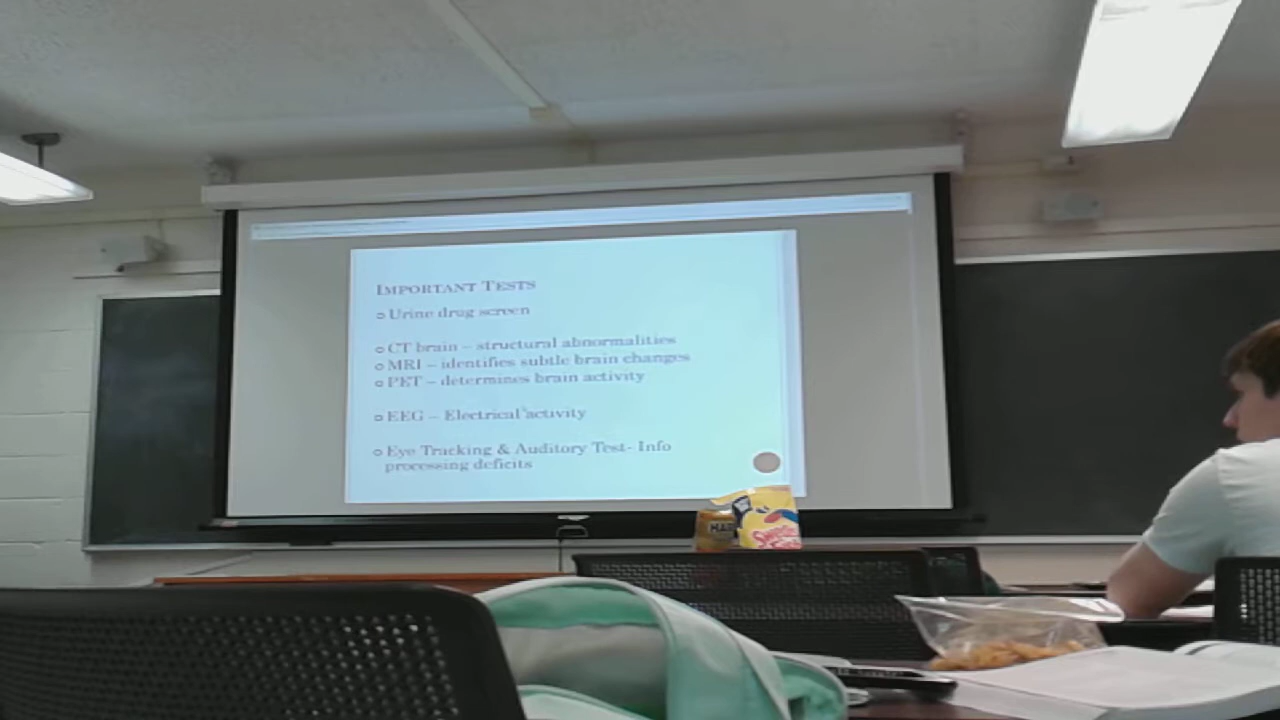 IMPORTANT TESTS
Urine drug screen
CT brain – structural abnormalities
MRI – identifies subtle brain changes
PET – determines brain activity
EEG – Electrical activity
Eye Tracking & Auditory Test- Info
processing deficits